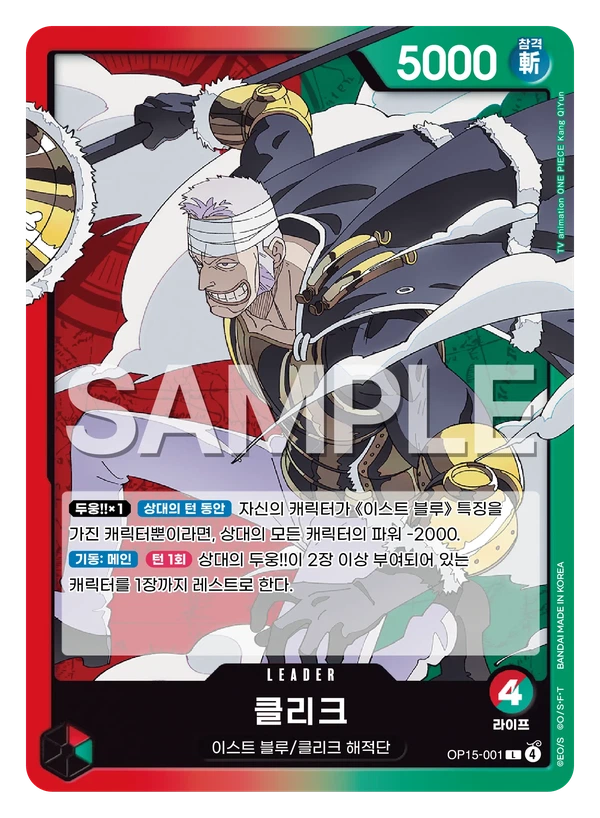 5000
참격
斬
TV animation ONE PIECE Kang QiYun
SAMPLE
두웅!!×1 상대의 턴 동안 자신의 캐릭터가 《이스트 블루》 특징을
가진 캐릭터뿐이라면, 상대의 모든 캐릭터의 파워 -2000.
기동: 메인 턴 1회 상대의 두웅!!이 2장 이상 부여되어 있는
캐릭터를 1장까지 레스트로 한다.
LEADER
클리크
이스트 블루/클리크 해적단
4
라이프
OP15-001 L 4
©E.O/S ©O/S·F·T BANDAI MADE IN KOREA